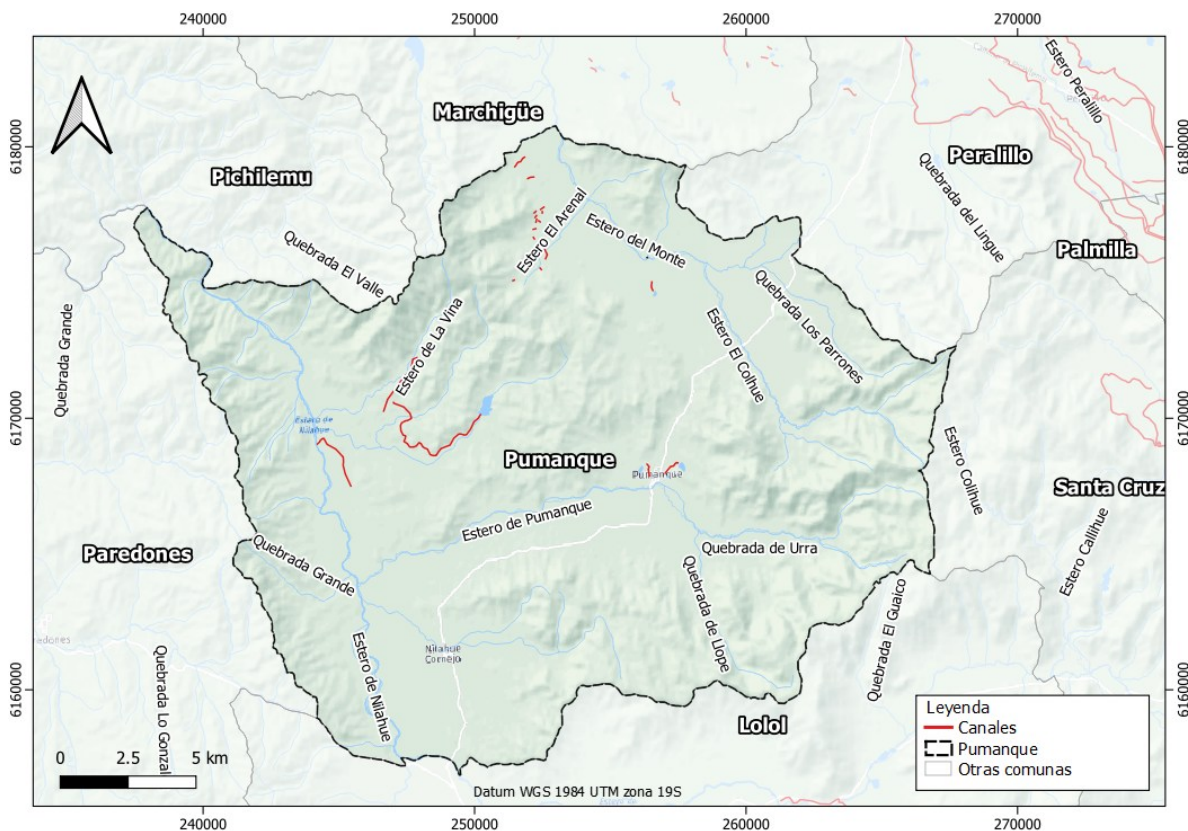 240000
250000
260000
270000
Estero Peralillo
Marchigüe
6180000
6180000
Peralillo
Pichilemu
Quebrada del Lingue
Estero El Arenal
Estero del Monte
Quebrada El Valle
Palmilla
Quebrada Grande
Quebrada Los Parrones
Estero de La Vina
Estero El Colhue
6170000
6170000
Estero de
Nilahue
Pumanque
Pumanque
Estero Colihue
Santa Cruz
Estero de Pumanque
Estero Callihue
Paredones
Quebrada Grande
Quebrada de Urra
Quebrada de Llope
Quebrada El Guaico
Estero de Nilahue
Nilahue
Cornejo
redones
Quebrada Lo Gonzal
6160000
6160000
Lolol
Leyenda
Canales
Pumanque
Otras comunas
0 2.5 5 km
Datum WGS 1984 UTM zona 19S
240000
250000
260000
270000